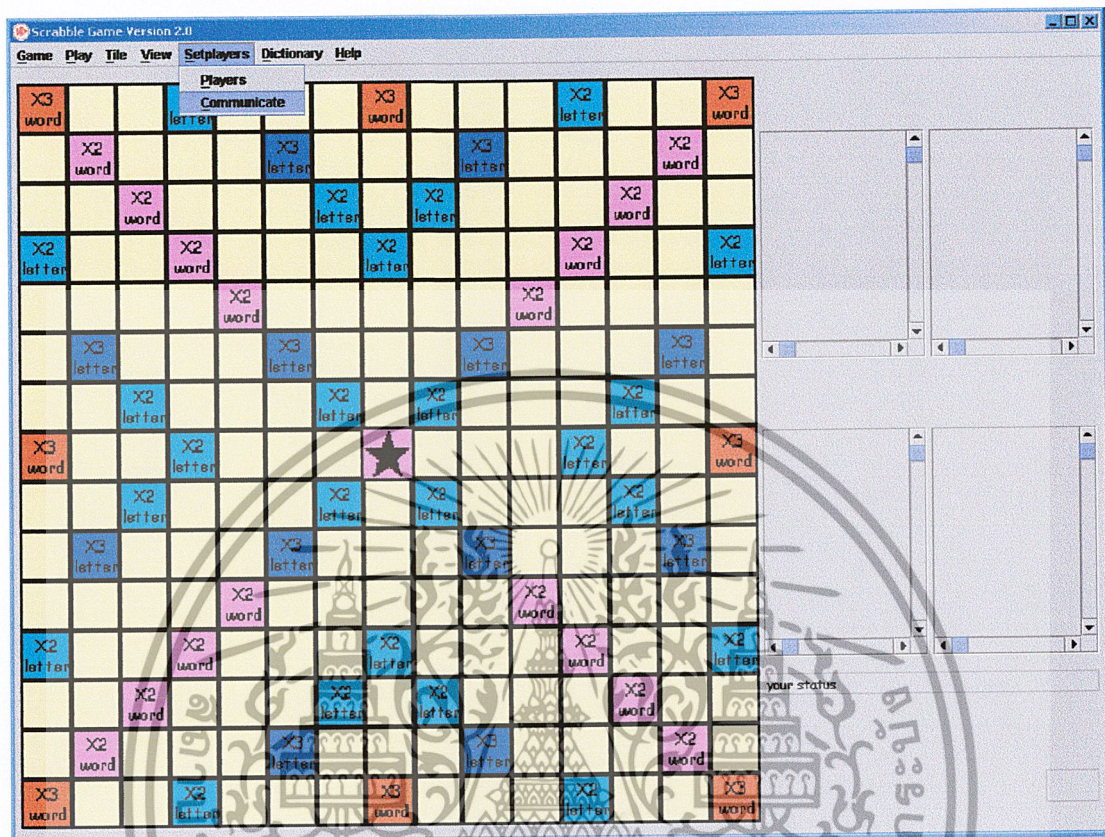 Scrabble Game Version 2.0
Game Play Tile View Setplayers Dictionary Help
Players
Communicate
X3 X3 X2 X3
word letter word letter word
X2 X3 X3 X2
word letter letter word
X2 X2 X2 X2
word letter letter word
X2 X2 X2 X2 X2
letter word letter word letter
X2 X2
word word
X3 X3 X3 X3
letter letter letter letter
X2 X2 X2 X2
letter letter letter letter
X3 X2 X2 X3
word letter letter word
X2 X2 X2 X2
letter letter letter letter
X3 X3 X3 X3
letter letter letter letter
X2 X2
word word
X2 X2 X2 X2 X2
letter word letter word letter
your status
X2 X2 X2 X2
word letter letter word
X2 X3 X3 X2
word letter letter word
X3 X2 X3 X2 X3
word letter word letter word